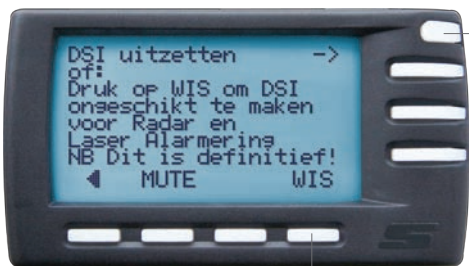 DSI uitzetten ->
of:
Druk op WIS om DSI
ongeschikt te maken
voor Radar en
Laser Alarmering
NB Dit is definitief!
◀ MUTE WIS